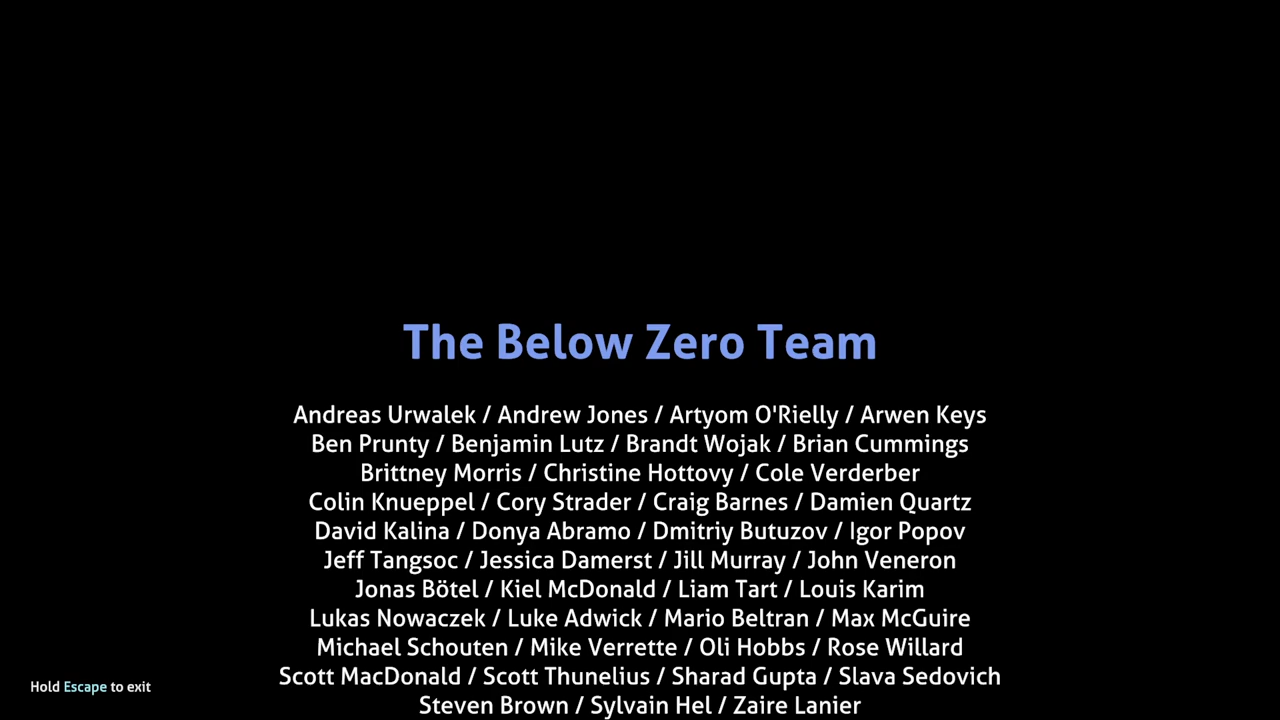 The Below Zero Team
Andreas Urwalek / Andrew Jones / Artyom O'Rielly / Arwen Keys
Ben Prunty / Benjamin Lutz / Brandt Wojak / Brian Cummings
Brittney Morris / Christine Hottovy / Cole Verderber
Colin Knueppel / Cory Strader / Craig Barnes / Damien Quartz
David Kalina / Donya Abramo / Dmitriy Butuzov / Igor Popov
Jeff Tangsoc / Jessica Damerst / Jill Murray / John Veneron
Jonas Bötel / Kiel McDonald / Liam Tart / Louis Karim
Lukas Nowaczek / Luke Adwick / Mario Beltran / Max McGuire
Michael Schouten / Mike Verrette / Oli Hobbs / Rose Willard
Scott MacDonald / Scott Thunelius / Sharad Gupta / Slava Sedovich
Hold Escape to exit
Steven Brown / Sylvain Hel / Zaire Lanier